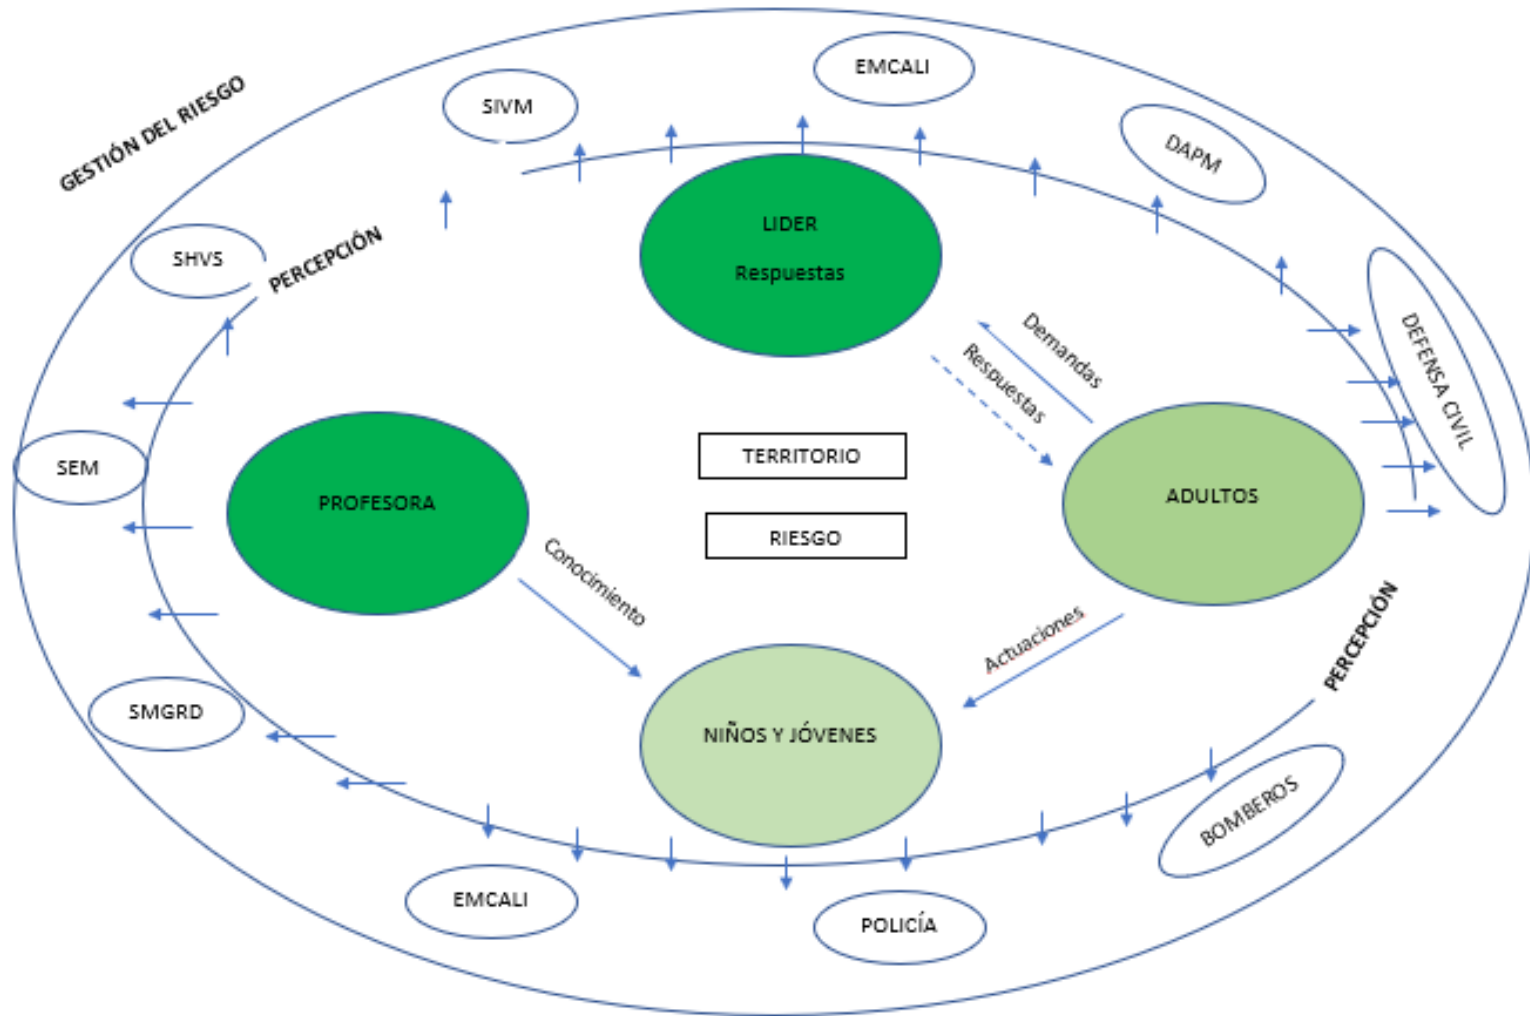 GESTIÓN DEL RIESGO
SIVM
EMCALI
DAPM
SHVS
PERCEPCIÓN
LIDER
Respuestas
DEFENSA CIVIL
Demandas
Respuestas
SEM
PROFESORA
TERRITORIO
ADULTOS
RIESGO
Conocimiento
Actuaciones
PERCEPCIÓN
SMGRD
NIÑOS Y JÓVENES
BOMBEROS
EMCALI
POLICÍA